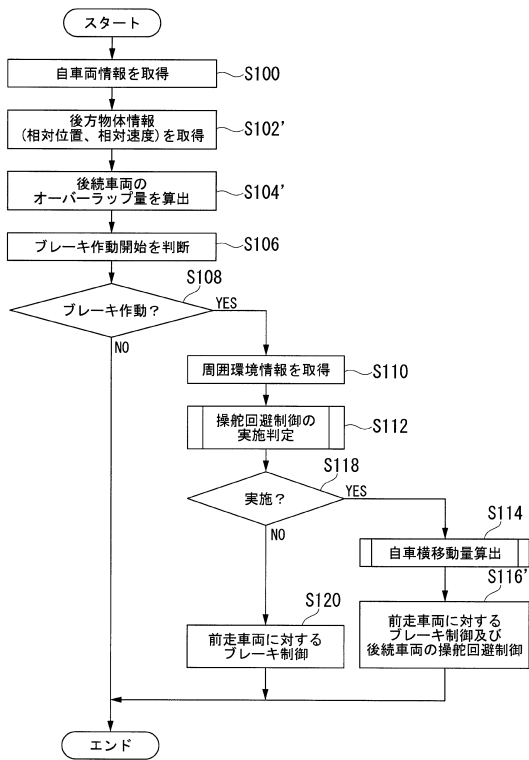 スタート
自車両情報を取得
S100
後方物体情報
(相対位置、相対速度)を取得
S102'
後続車両の
オーバーラップ量を算出
S104'
ブレーキ作動開始を判断
S106
S108
ブレーキ作動？
YES
NO
周囲環境情報を取得
S110
操舵回避制御の
実施判定
S112
S118
実施？
YES
NO
S114
自車横移動量算出
S116'
前走車両に対する
ブレーキ制御及び
後続車両の操舵回避制御
S120
前走車両に対する
ブレーキ制御
エンド